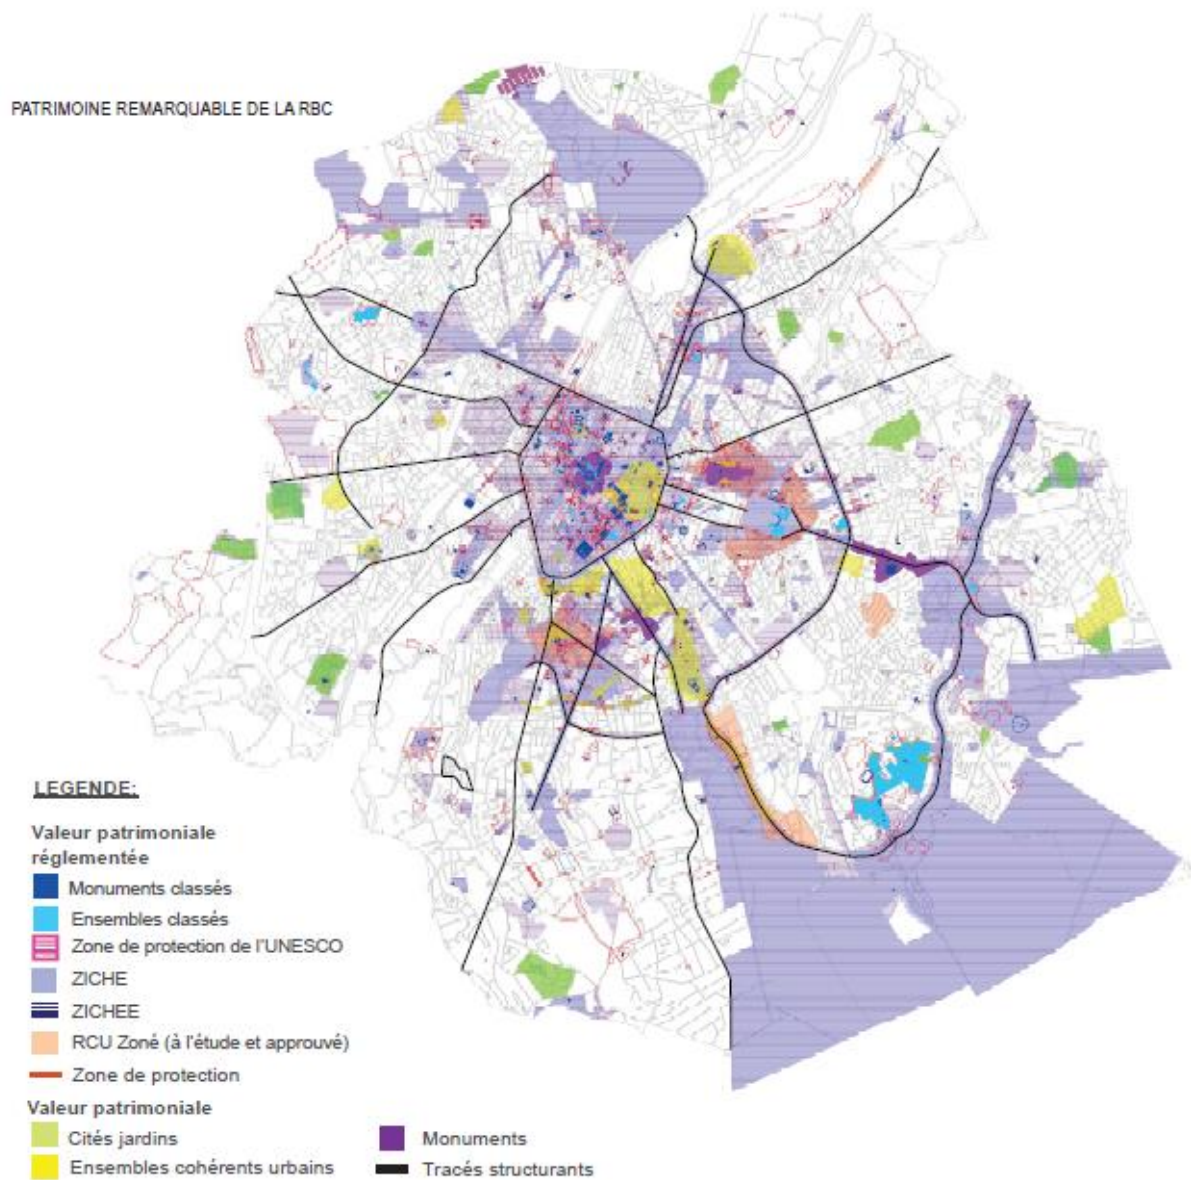 PATRIMOINE REMARQUABLE DE LA RBC
LEGENDE:
Valeur patrimoniale
réglementée
Monuments classés
Ensembles classés
Zone de protection de l'UNESCO
ZICHE
ZICHEE
RCU Zoné (à l'étude et approuvé)
Zone de protection
Valeur patrimoniale
Cités jardins
Ensembles cohérents urbains
Monuments
Tracés structurants